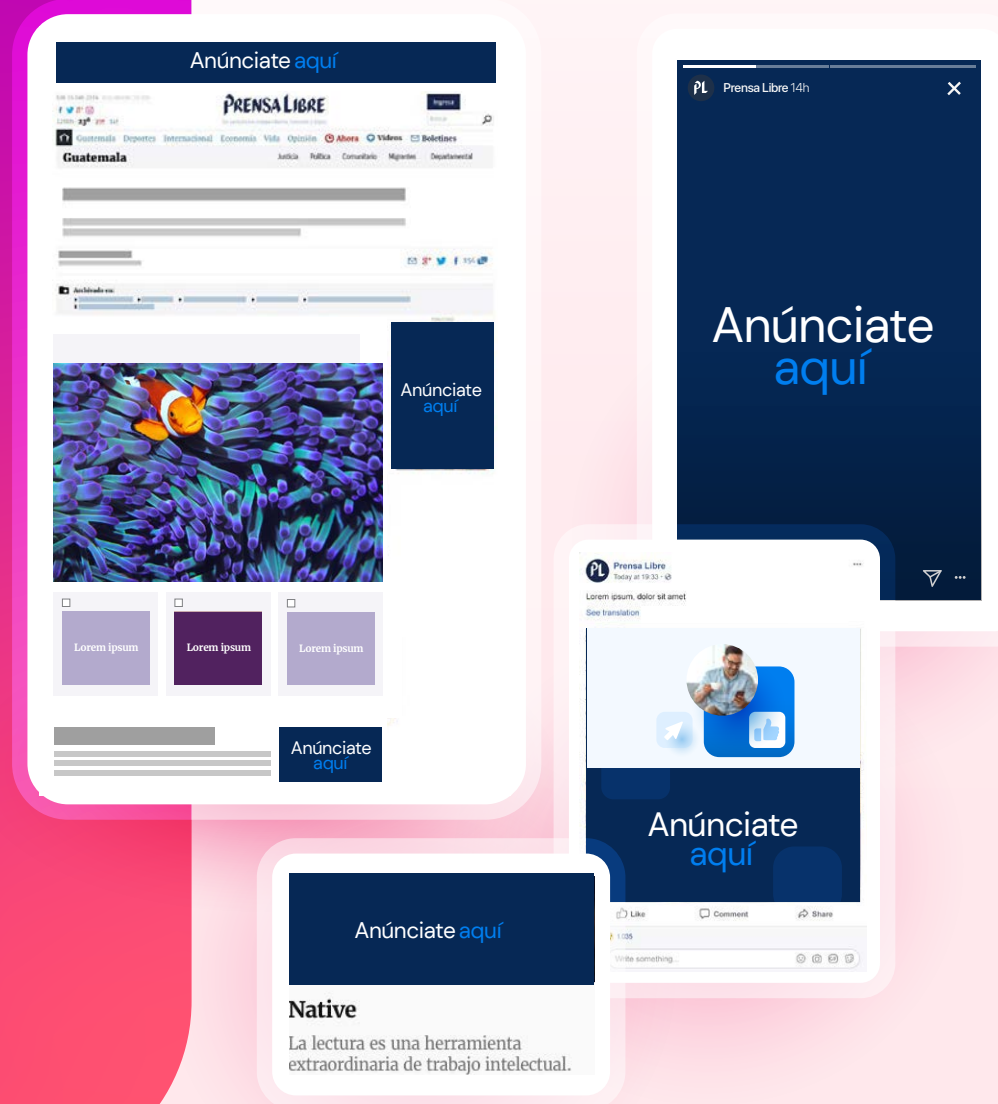 Anúnciate aquí
PRENSA LIBRE
Ingresa
Buscar
Guatemala Deportes Internacional Economía Vida Opinión Ahora Videos Boletines
Guatemala
Justicia Política Comunitario Migrantes Departamental
Archivado en:
Anúnciate
aquí
Lorem ipsum
Lorem ipsum
Lorem ipsum
Anúnciate
aquí
PL Prensa Libre 14h
Anúnciate
aquí
PL Prensa Libre
Today at 19:33
Lorem ipsum, dolor sit amet
See translation
Anúnciate
aquí
Like Comment Share
Write something...
Anúnciate aquí
Native
La lectura es una herramienta
extraordinaria de trabajo intelectual.